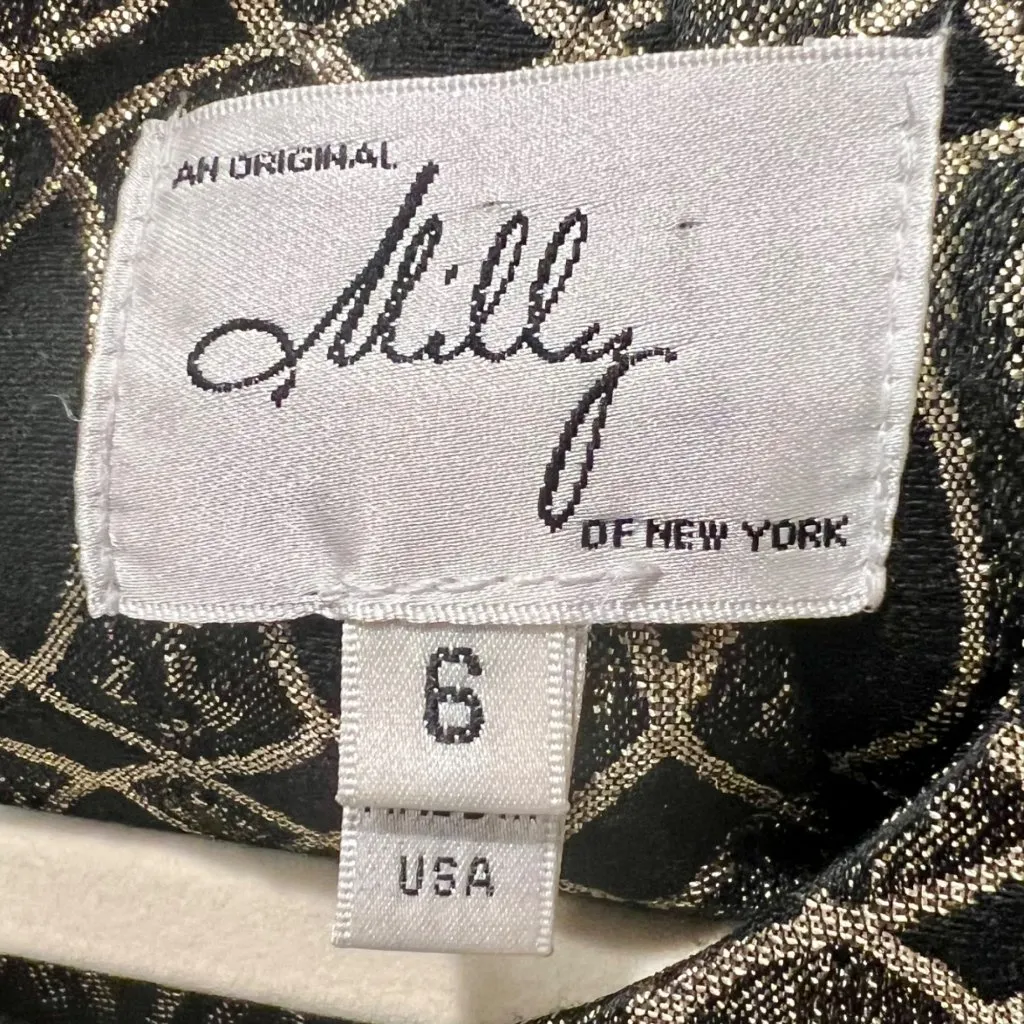 AN ORIGINAL
Milly
OF NEW YORK
6
USA